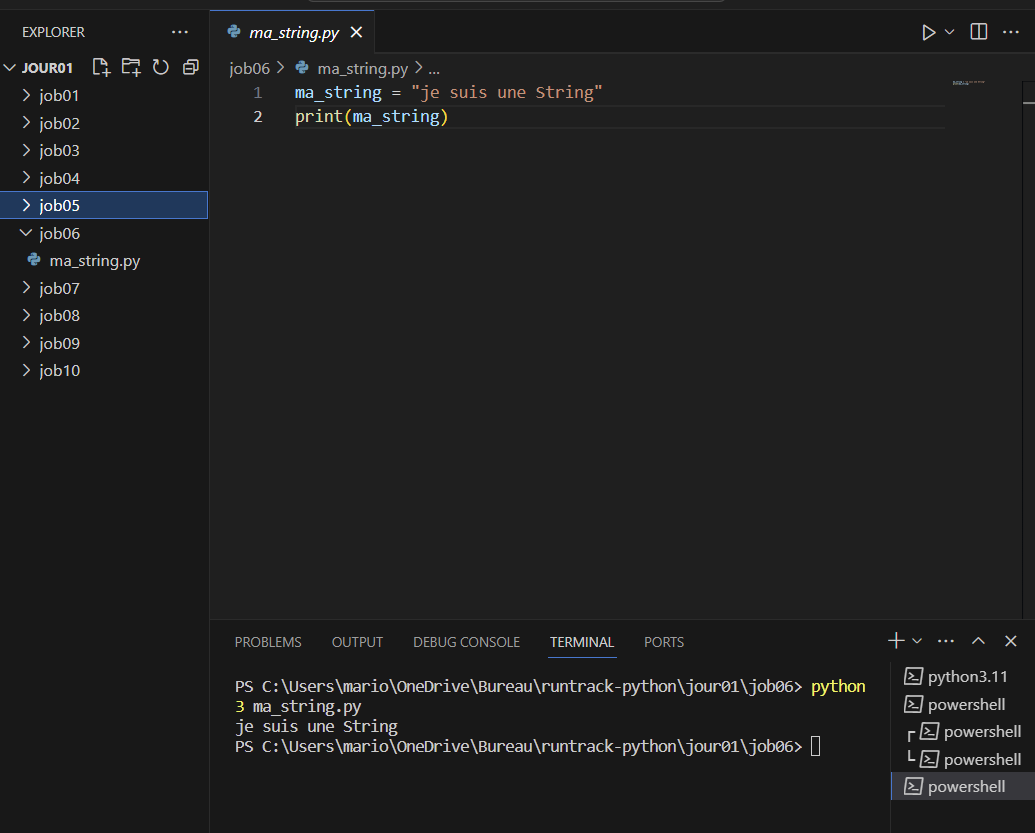 EXPLORER
JOUR01
job01
job02
job03
job04
job05
job06
ma_string.py
job07
job08
job09
job10
ma_string.py
job06 > ma_string.py > ...
1 ma_string = "je suis une String"
2 print(ma_string)
PROBLEMS OUTPUT DEBUG CONSOLE TERMINAL PORTS
PS C:\Users\mario\OneDrive\Bureau\runtrack-python\jour01\job06> python
3 ma_string.py
je suis une String
PS C:\Users\mario\OneDrive\Bureau\runtrack-python\jour01\job06>
python3.11
powershell
powershell
powershell
powershell